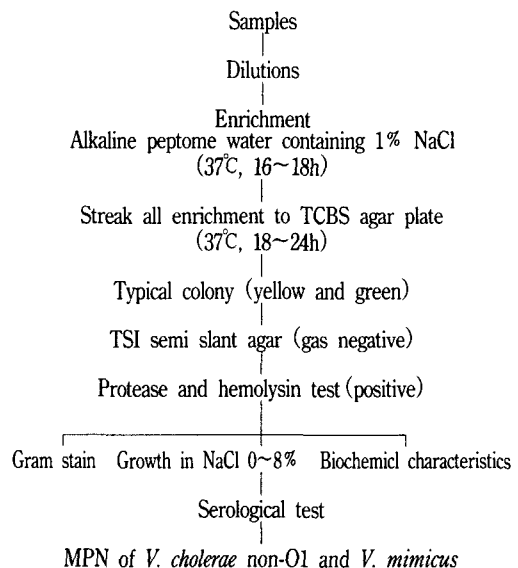 Samples
Dilutions
Enrichment
Alkaline peptome water containing 1% NaCl
(37℃, 16~18h)
Streak all enrichment to TCBS agar plate
(37℃, 18~24h)
Typical colony (yellow and green)
TSI semi slant agar (gas negative)
Protease and hemolysin test (positive)
Gram stain Growth in NaCl 0~8% Biochemicl characteristics
Serological test
MPN of V. cholerae non-O1 and V. mimicus